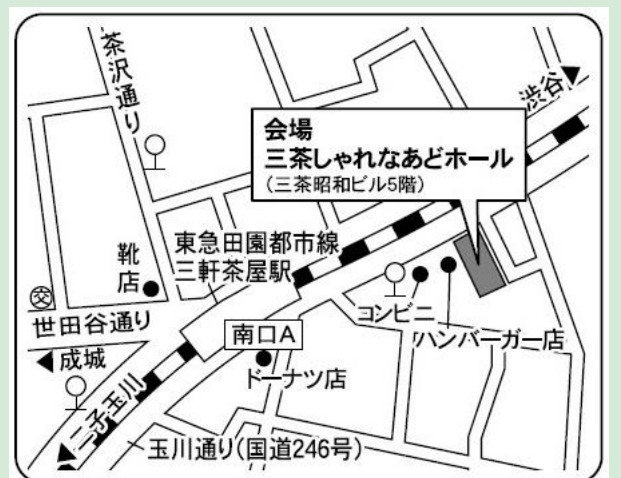 茶沢通り
渋谷
会場
三茶しゃれなあどホール
(三茶昭和ビル5階)
東急田園都市線
三軒茶屋駅
靴店
交
世田谷通り
成城
南口A
コンビニ
ハンバーガー店
ドーナツ店
二子玉川
玉川通り(国道246号)